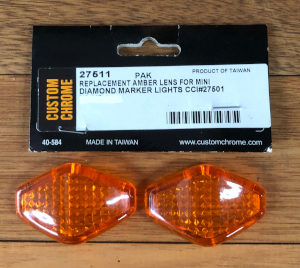 27511 PAK PRODUCT OF TAIWAN
REPLACEMENT AMBER LENS FOR MINI
DIAMOND MARKER LIGHTS CCI#27501
CUSTOM
CHROME
40-584 MADE IN TAIWAN www.customchrome.com